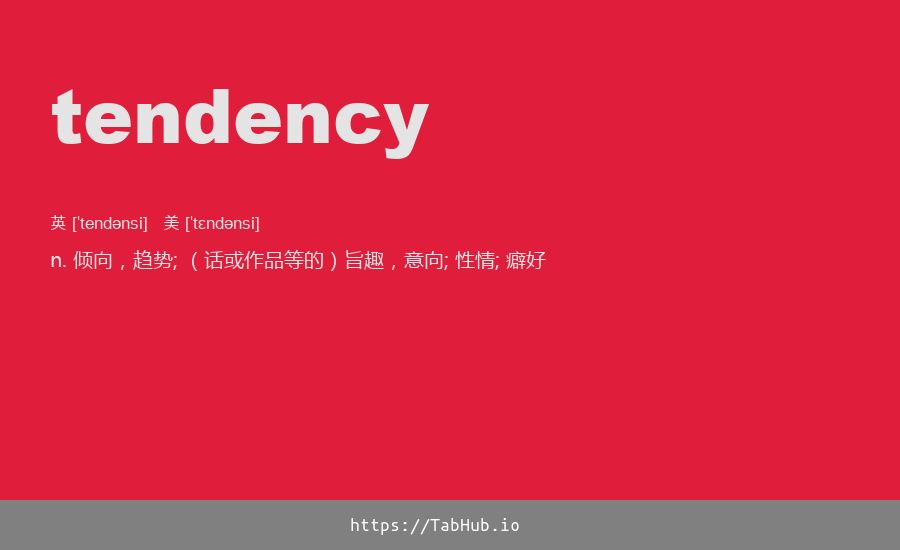 tendency
英 [ˈtendənsi] 美 [ˈtɛndənsi]
n. 倾向，趋势; （话或作品等的）旨趣，意向; 性情; 癖好
https://TabHub.io